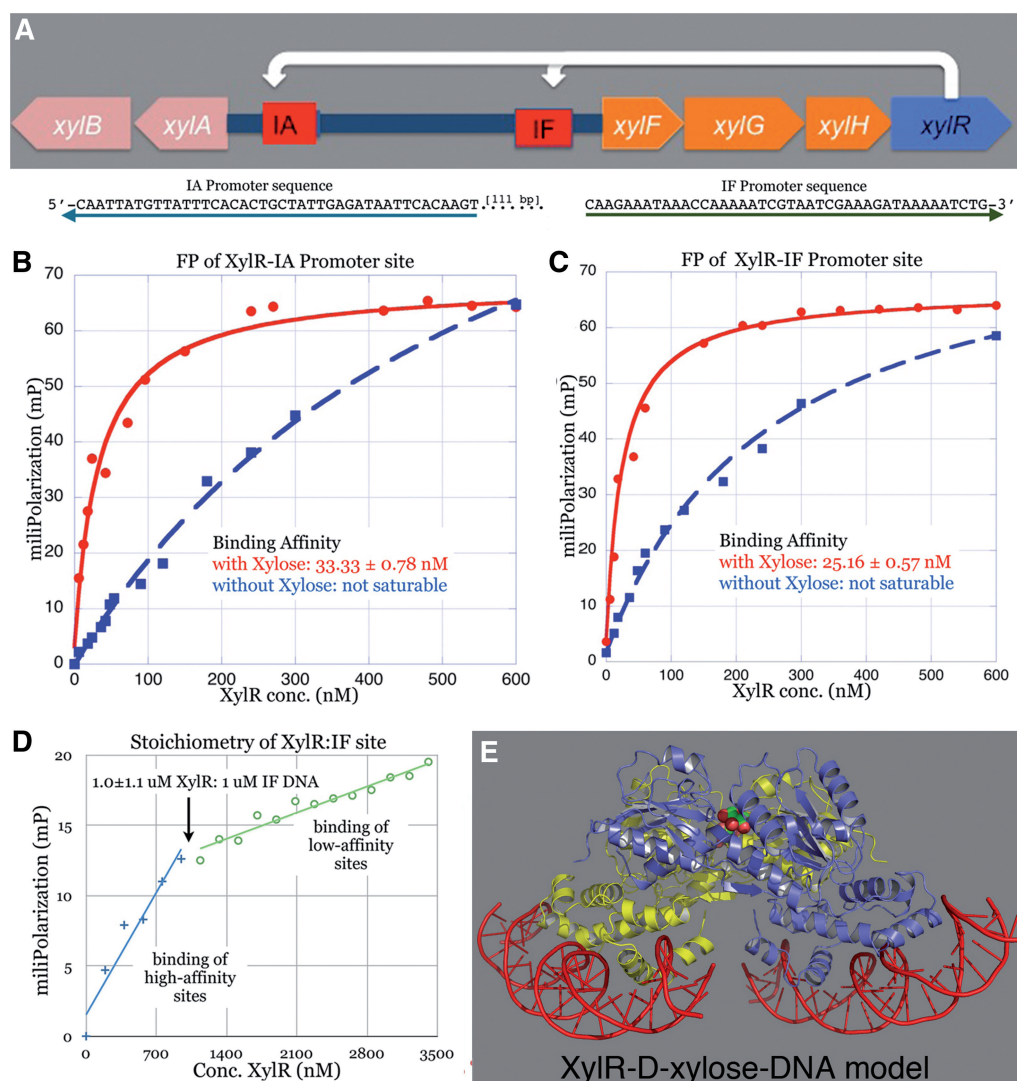 A
xylB
xylA
IA
IF
xylF
xylG
xylH
xylR
IA Promoter sequence
IF Promoter sequence
5'-CAATTATGTTATTTCACACTGCTATTGAGATAATTCACAAGT.[111 bp].......
CAAGAAATAAACCAAAAATCGTAATCGAAAGATAAAAATCTG-3'
B
FP of XylR-IA Promoter site
miliPolarization (mP)
70
60
50
40
30
20
10
0
Binding Affinity
with Xylose: 33.33 ± 0.78 nM
without Xylose: not saturable
0 100 200 300 400 500 600
XylR conc. (nM)
C
FP of XylR-IF Promoter site
miliPolarization (mP)
70
60
50
40
30
20
10
0
Binding Affinity
with Xylose: 25.16 ± 0.57 nM
without Xylose: not saturable
0 100 200 300 400 500 600
XylR conc. (nM)
D
Stoichiometry of XylR:IF site
miliPolarization (mP)
20
15
10
5
0
1.0±1.1 uM XylR: 1 uM IF DNA
binding of
low-affinity
sites
binding of
high-affinity
sites
0 700 1400 2100 2800 3500
Conc. XylR (nM)
E
XylR-D-xylose-DNA model